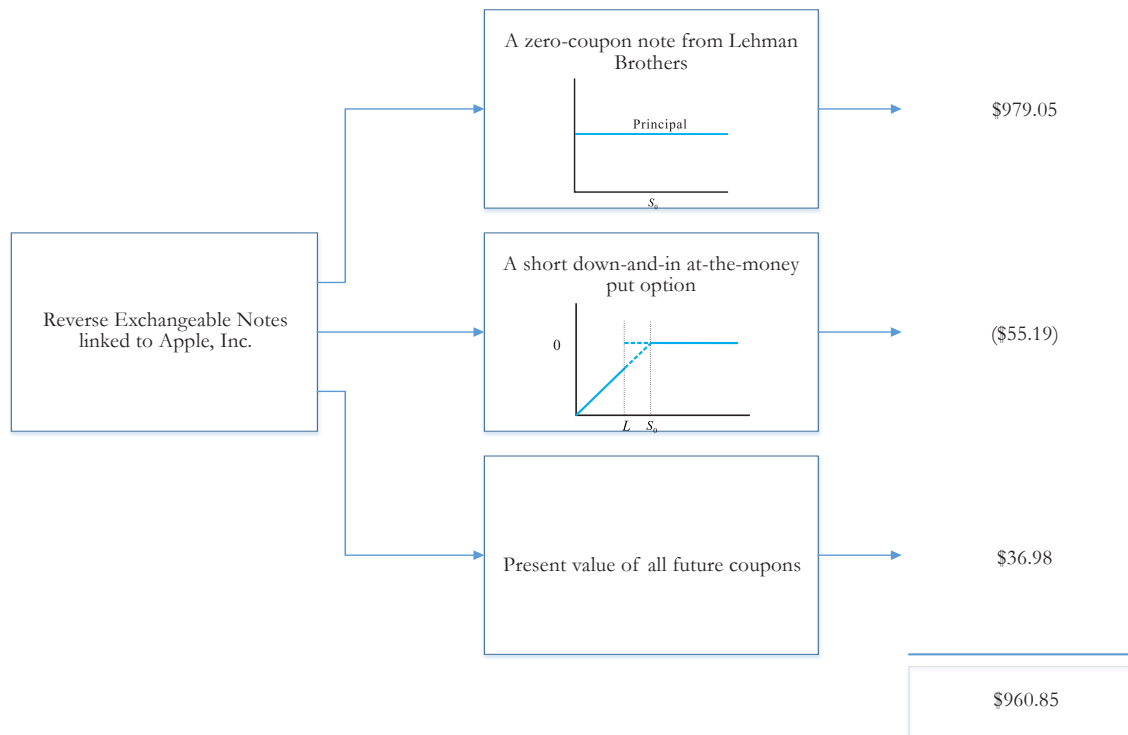 A zero-coupon note from Lehman
Brothers
Principal
S₀
$979.05
Reverse Exchangeable Notes
linked to Apple, Inc.
A short down-and-in at-the-money
put option
0
L S₀
($55.19)
Present value of all future coupons
$36.98
$960.85